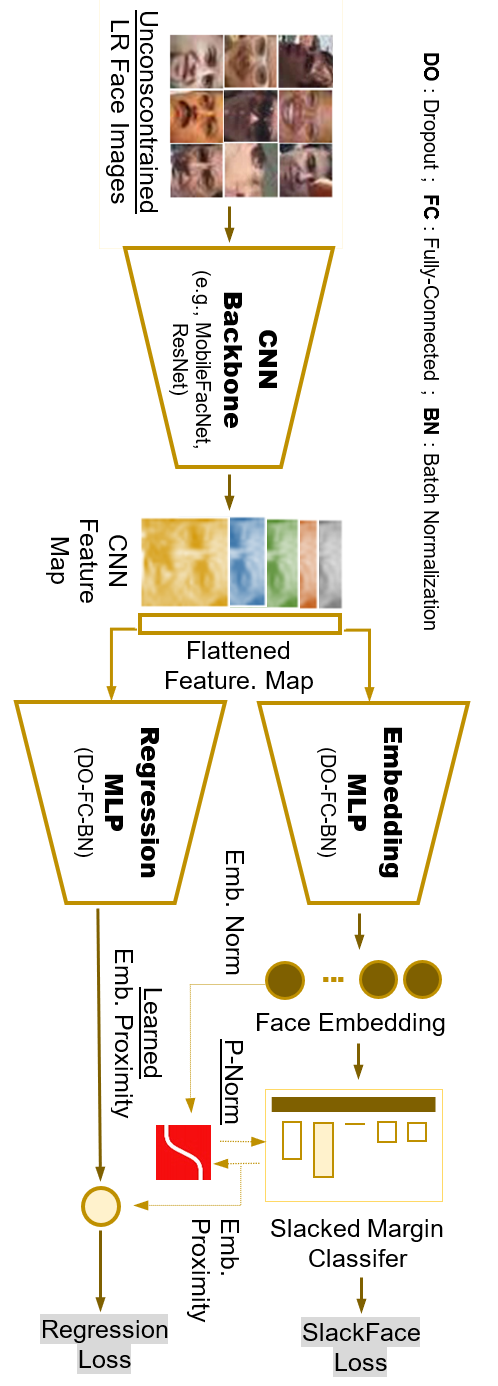 DO : Dropout ; FC : Fully-Connected ; BN : Batch Normalization
Unconscontrained
LR Face Images
CNN
Backbone
(e.g., MobileFacNet,
ResNet)
CNN
Feature
Map
Flattened
Feature. Map
Embedding
MLP
(DO-FC-BN)
Regression
MLP
(DO-FC-BN)
Emb. Norm
Face Embedding
Learned
Emb. Proximity
P-Norm
Emb.
Proximity
Slacked Margin
Classifer
Regression
Loss
SlackFace
Loss